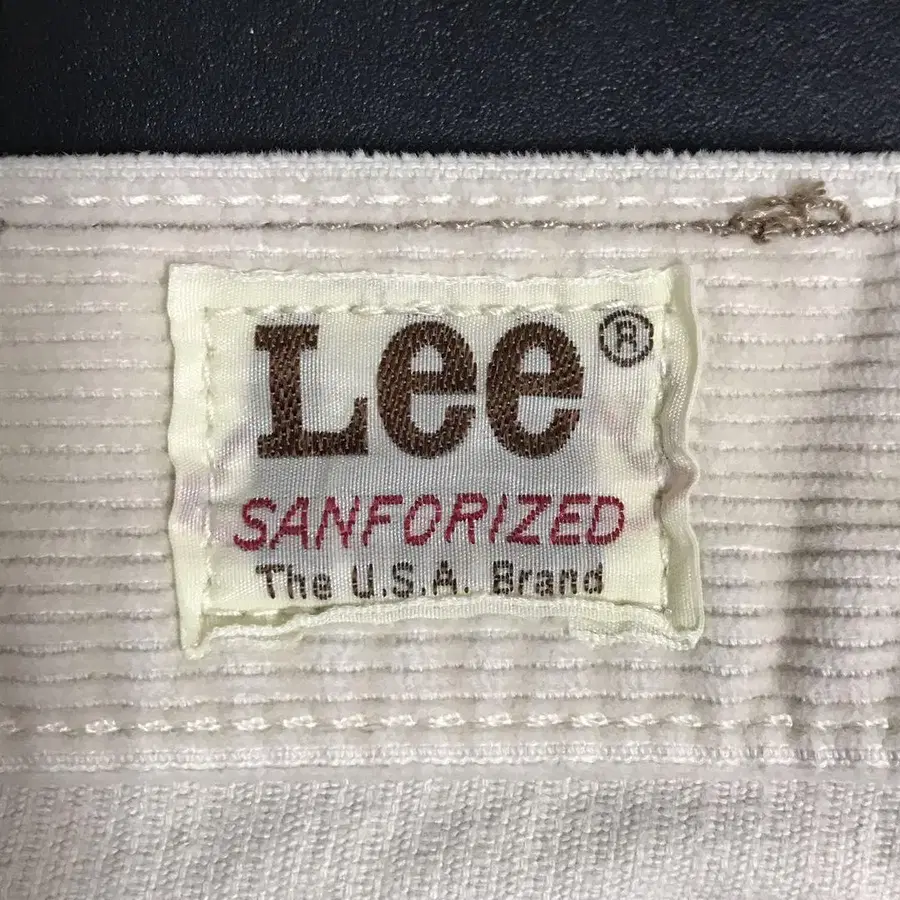 Lee®
SANFORIZED
The U.S.A. Brand